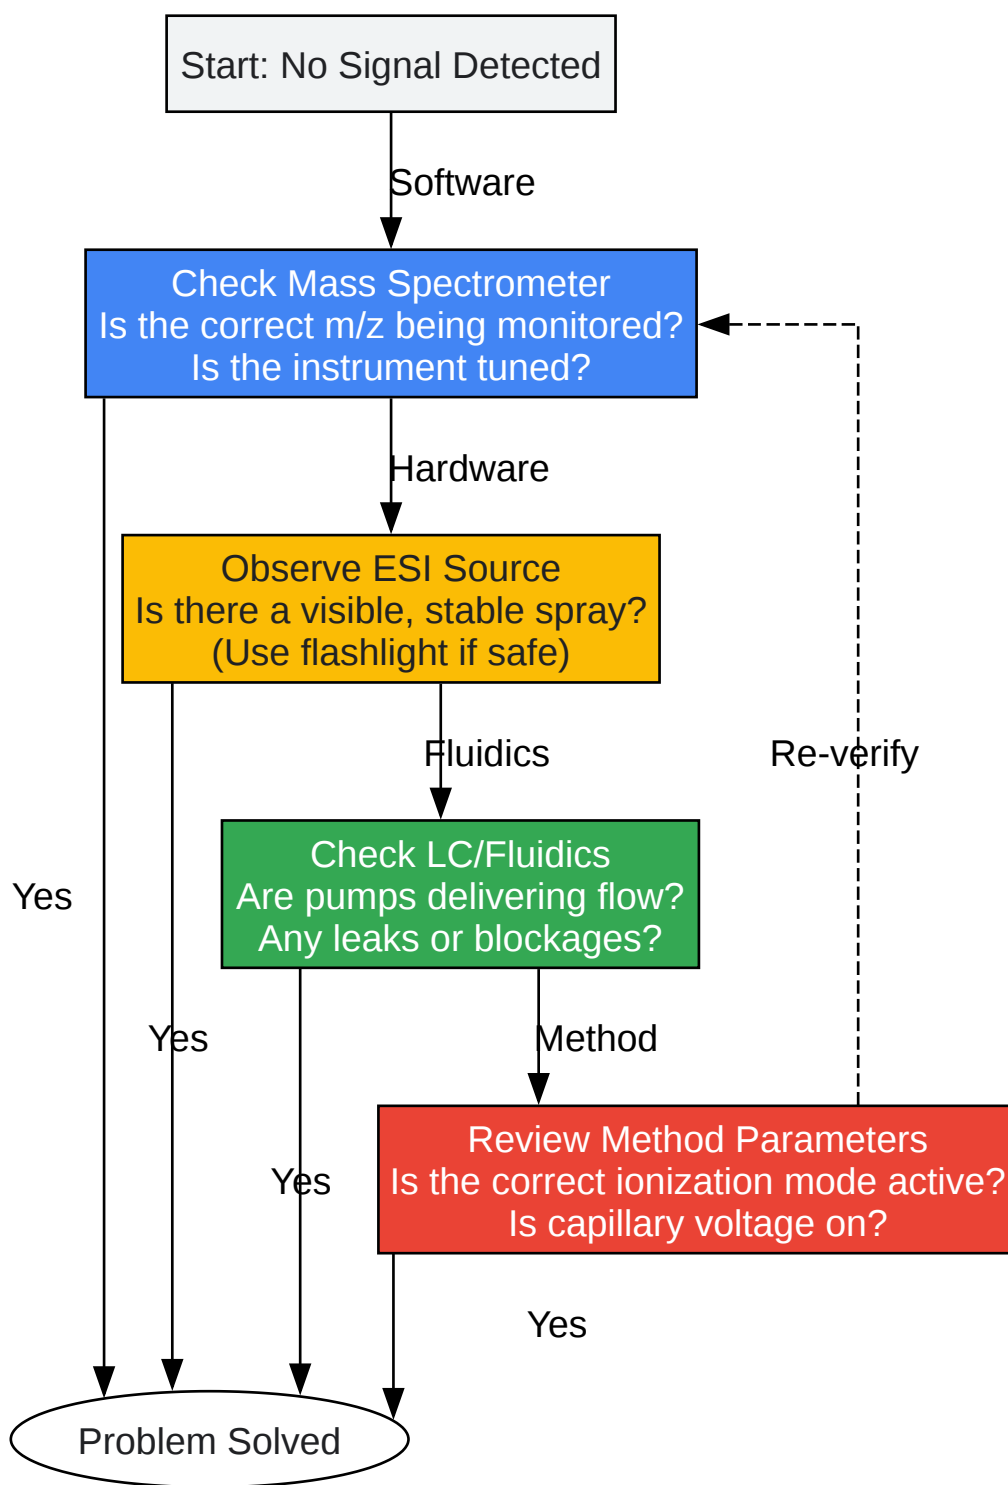 Start: No Signal Detected
Software
Check Mass Spectrometer
Is the correct m/z being monitored?
Is the instrument tuned?
Hardware
Observe ESI Source
Is there a visible, stable spray?
(Use flashlight if safe)
Fluidics
Re-verify
Check LC/Fluidics
Are pumps delivering flow?
Any leaks or blockages?
Yes
Yes
Method
Review Method Parameters
Is the correct ionization mode active?
Is capillary voltage on?
Yes
Yes
Problem Solved